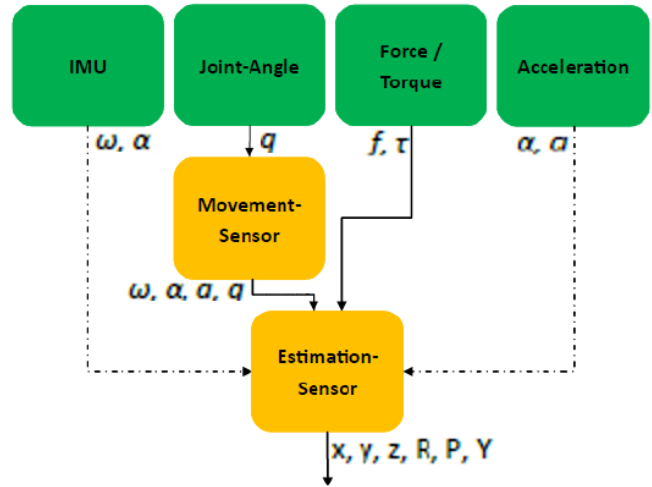 IMU
Joint-Angle
Force /
Torque
Acceleration
ω, α
q
f, τ
α, a
Movement-
Sensor
ω, α, a, q
Estimation-
Sensor
x, y, z, R, P, Y